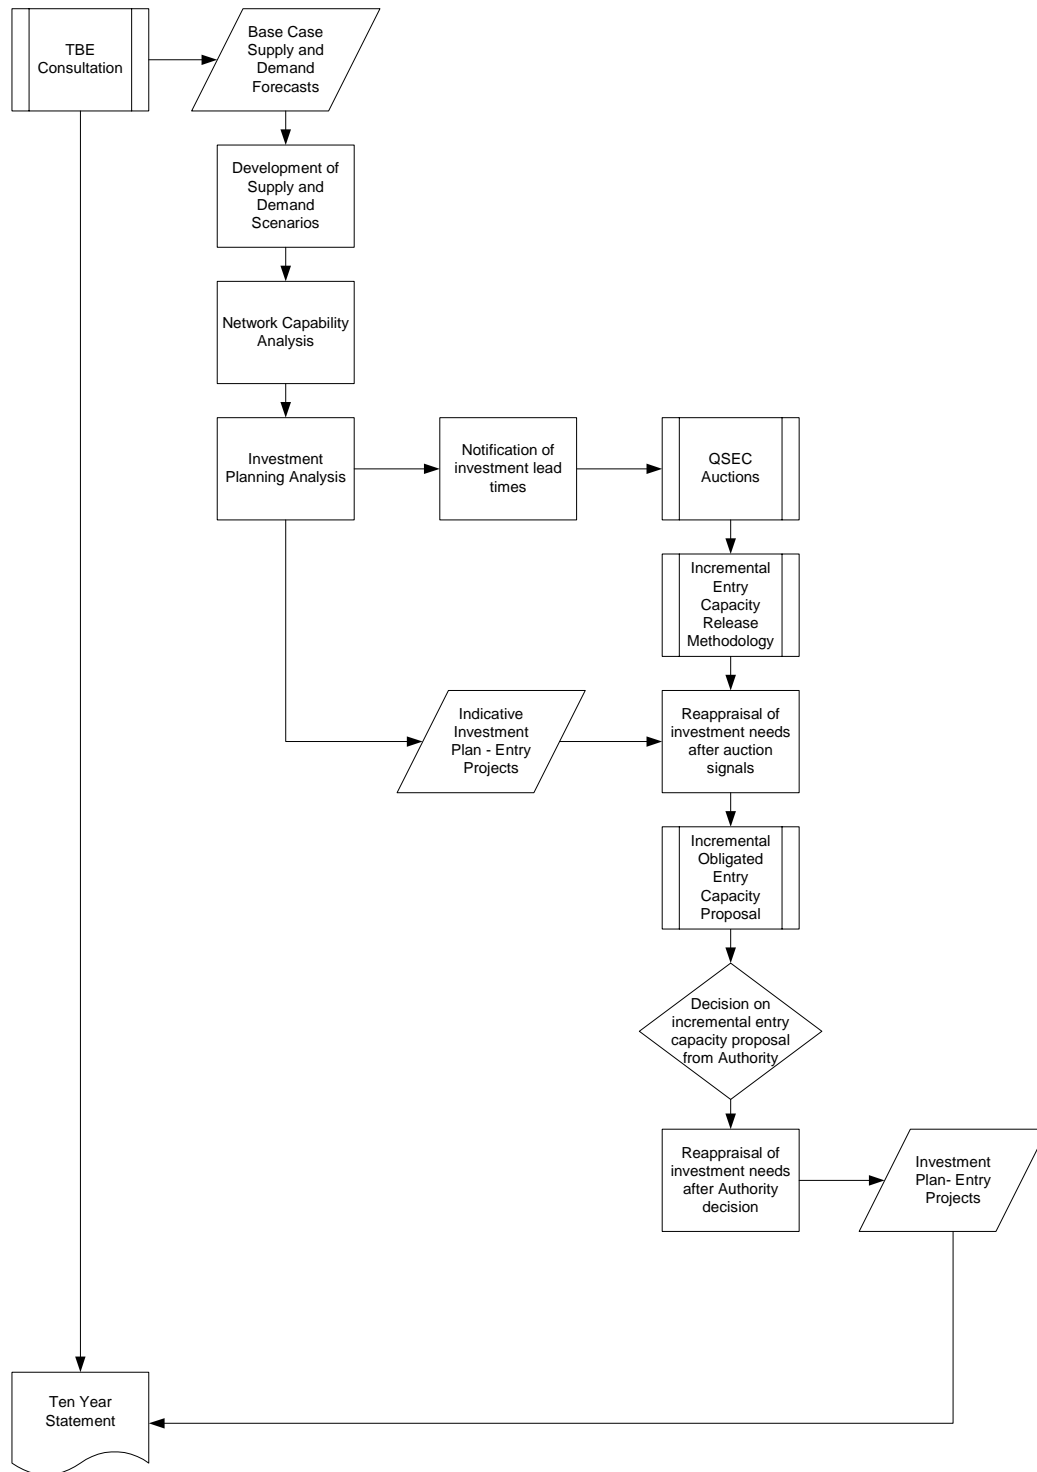 TBE
Consultation
Base Case
Supply and
Demand
Forecasts
Development of
Supply and
Demand
Scenarios
Network Capability
Analysis
Investment
Planning Analysis
Notification of
investment lead
times
QSEC
Auctions
Incremental
Entry
Capacity
Release
Methodology
Indicative
Investment
Plan - Entry
Projects
Reappraisal of
investment needs
after auction
signals
Incremental
Obligated
Entry
Capacity
Proposal
Decision on
incremental entry
capacity proposal
from Authority
Reappraisal of
investment needs
after Authority
decision
Investment
Plan- Entry
Projects
Ten Year
Statement